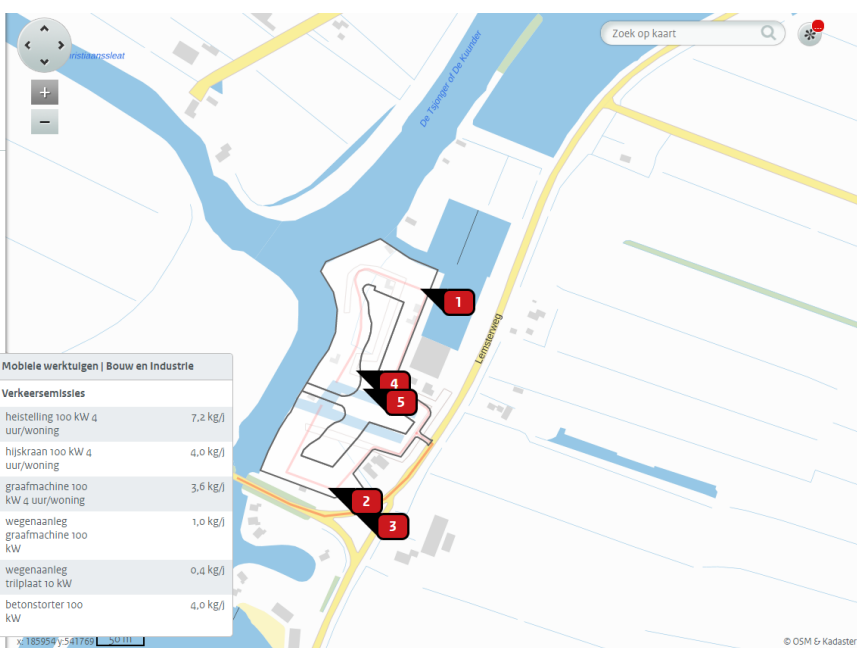 Zoek op kaart
...
ristiaanssleat
De Tsjonger of De Kuunder
+
−
1
Lemsterweg
4
5
2
3
Mobiele werktuigen | Bouw en Industrie
Verkeersemissies
heistelling 100 kW 4 7,2 kg/j
uur/woning
hijskraan 100 kW 4 4,0 kg/j
uur/woning
graafmachine 100 3,6 kg/j
kW 4 uur/woning
wegenaanleg 1,0 kg/j
graafmachine 100
kW
wegenaanleg 0,4 kg/j
trilplaat 10 kW
betonstorter 100 4,0 kg/j
kW
x: 185954 y:541769 50 m
© OSM & Kadaster